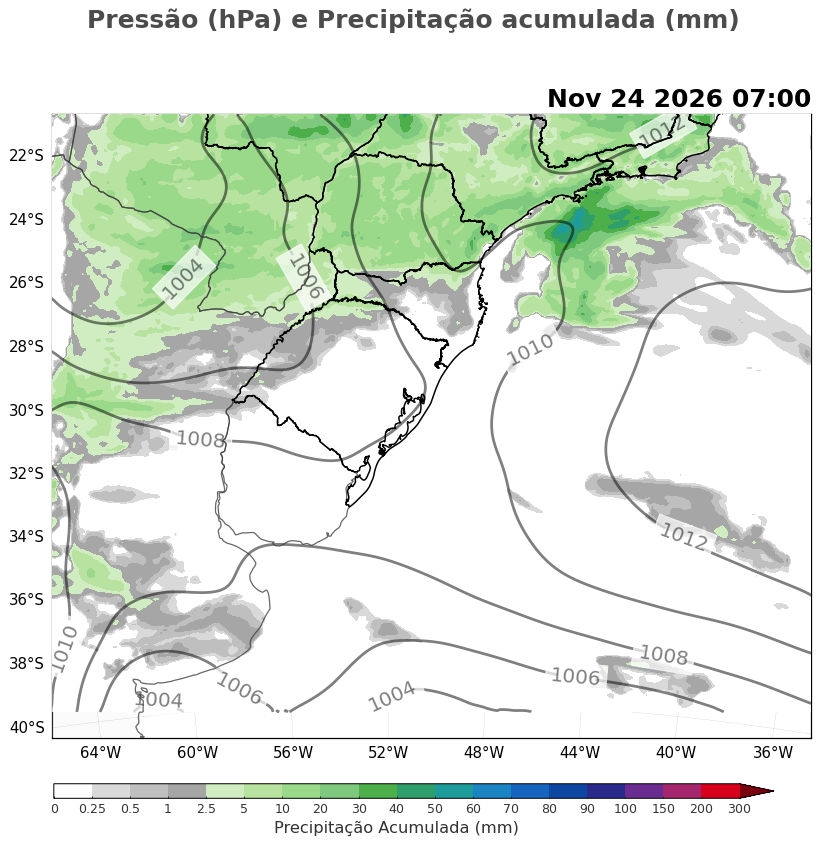 Pressão (hPa) e Precipitação acumulada (mm)
Nov 24 2026 07:00
1012
22°S
24°S
1004
1006
26°S
1010
28°S
30°S
1008
32°S
1012
34°S
36°S
1010
1008
38°S
1006
1006
1004
1004
40°S
64°W 60°W 56°W 52°W 48°W 44°W 40°W 36°W
0 0.25 0.5 1 2.5 5 10 20 30 40 50 60 70 80 90 100 150 200 300
Precipitação Acumulada (mm)